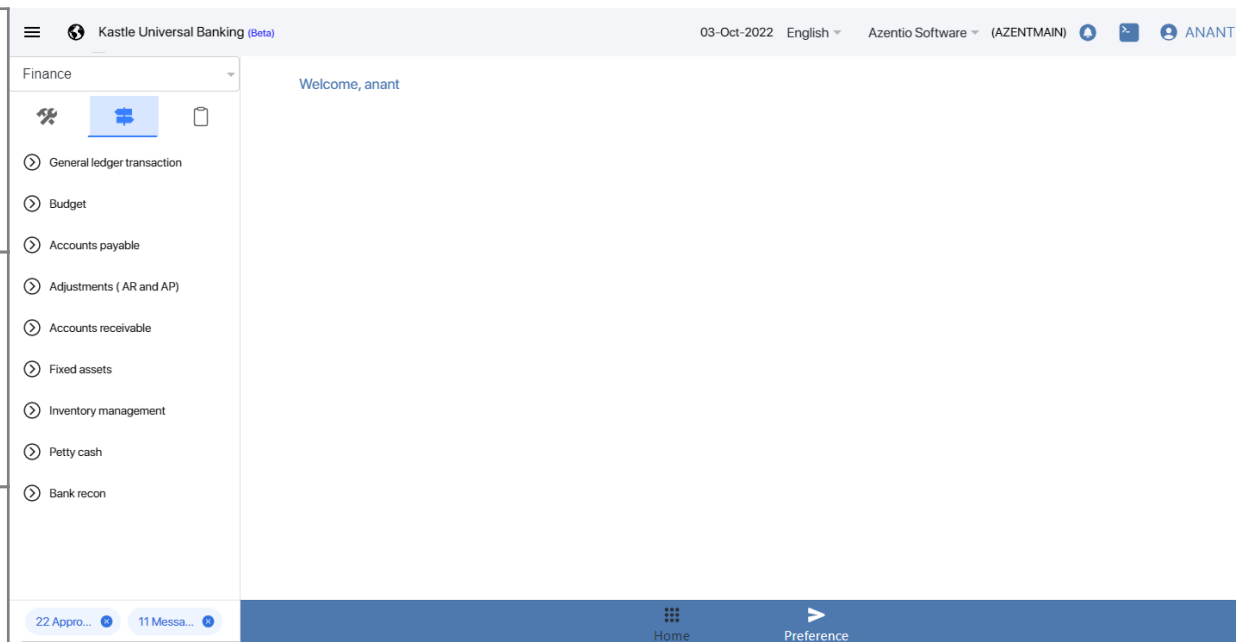 Kastle Universal Banking (Beta) 03-Oct-2022 English Azentio Software (AZENTMAIN) ANANT
Finance
Welcome, anant
General ledger transaction
Budget
Accounts payable
Adjustments ( AR and AP)
Accounts receivable
Fixed assets
Inventory management
Petty cash
Bank recon
22 Appro... 11 Messa...
Home Preference